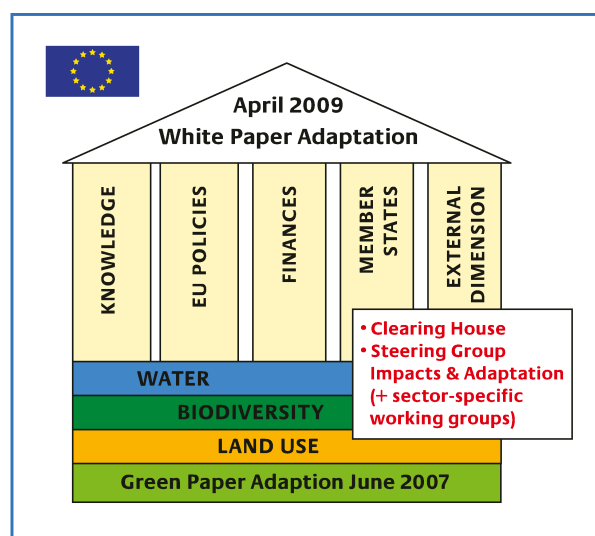 April 2009
White Paper Adaptation
KNOWLEDGE
EU POLICIES
FINANCES
MEMBER
STATES
EXTERNAL
DIMENSION
• Clearing House
• Steering Group
Impacts & Adaptation
(+ sector-specific
working groups)
WATER
BIODIVERSITY
LAND USE
Green Paper Adaption June 2007